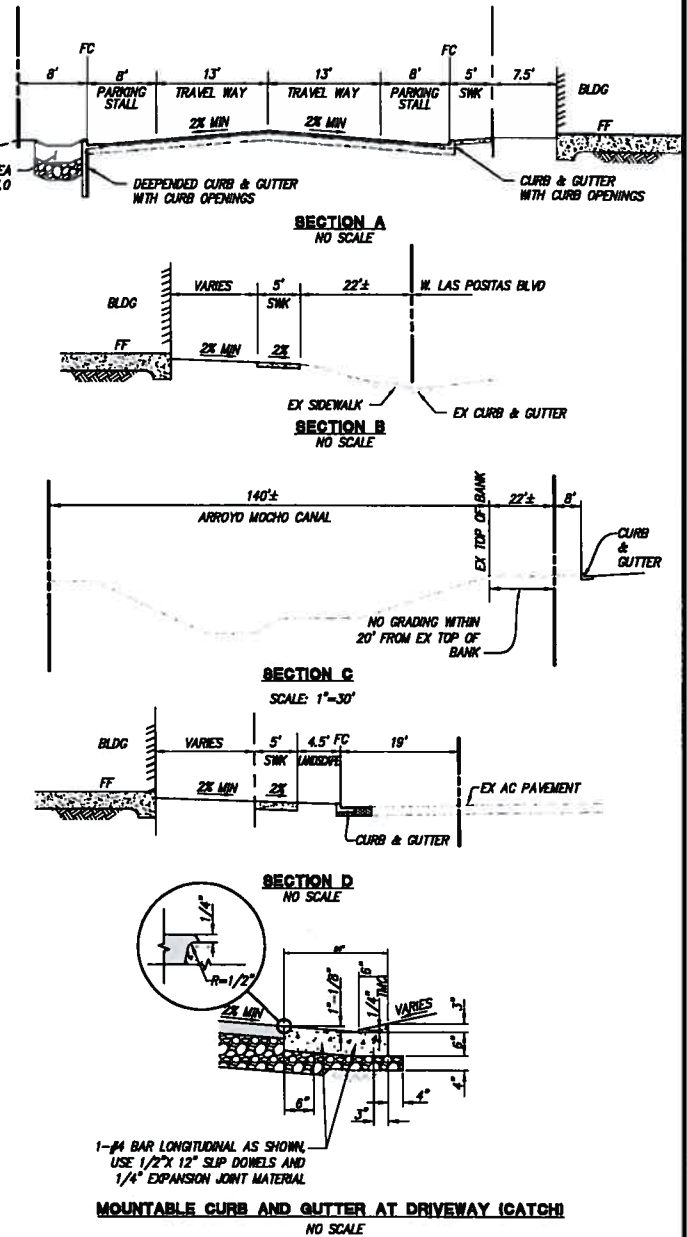 FC
FC
8'
8'
13'
13'
8'
5'
7.5'
PARKING STALL
TRAVEL WAY
TRAVEL WAY
PARKING STALL
SWK
BLDG
2% MIN
2% MIN
FF
DEEPENDED CURB & GUTTER
WITH CURB OPENINGS
CURB & GUTTER
WITH CURB OPENINGS
SECTION A
NO SCALE
VARIES
5'
22'±
W. LAS POSITAS BLVD
BLDG
SWK
FF
2% MIN
2%
EX SIDEWALK
EX CURB & GUTTER
SECTION B
NO SCALE
140'±
ARROYO MOCHO CANAL
EX TOP OF BANK
22'±
8'
CURB
&
GUTTER
NO GRADING WITHIN
20' FROM EX TOP OF
BANK
SECTION C
SCALE: 1"=30'
BLDG
VARIES
5'
4.5'
FC
19'
SWK
LANDSCAPE
FF
2% MIN
2%
EX AC PAVEMENT
CURB & GUTTER
SECTION D
NO SCALE
1/4"
R=1/2"
2% MIN
1"-1/8"
6"
1/4"
VARIES
3"
6"
4"
6"
3"
4"
1-#4 BAR LONGITUDINAL AS SHOWN,
USE 1/2"X 12" SLIP DOWELS AND
1/4" EXPANSION JOINT MATERIAL
MOUNTABLE CURB AND GUTTER AT DRIVEWAY (CATCH)
NO SCALE